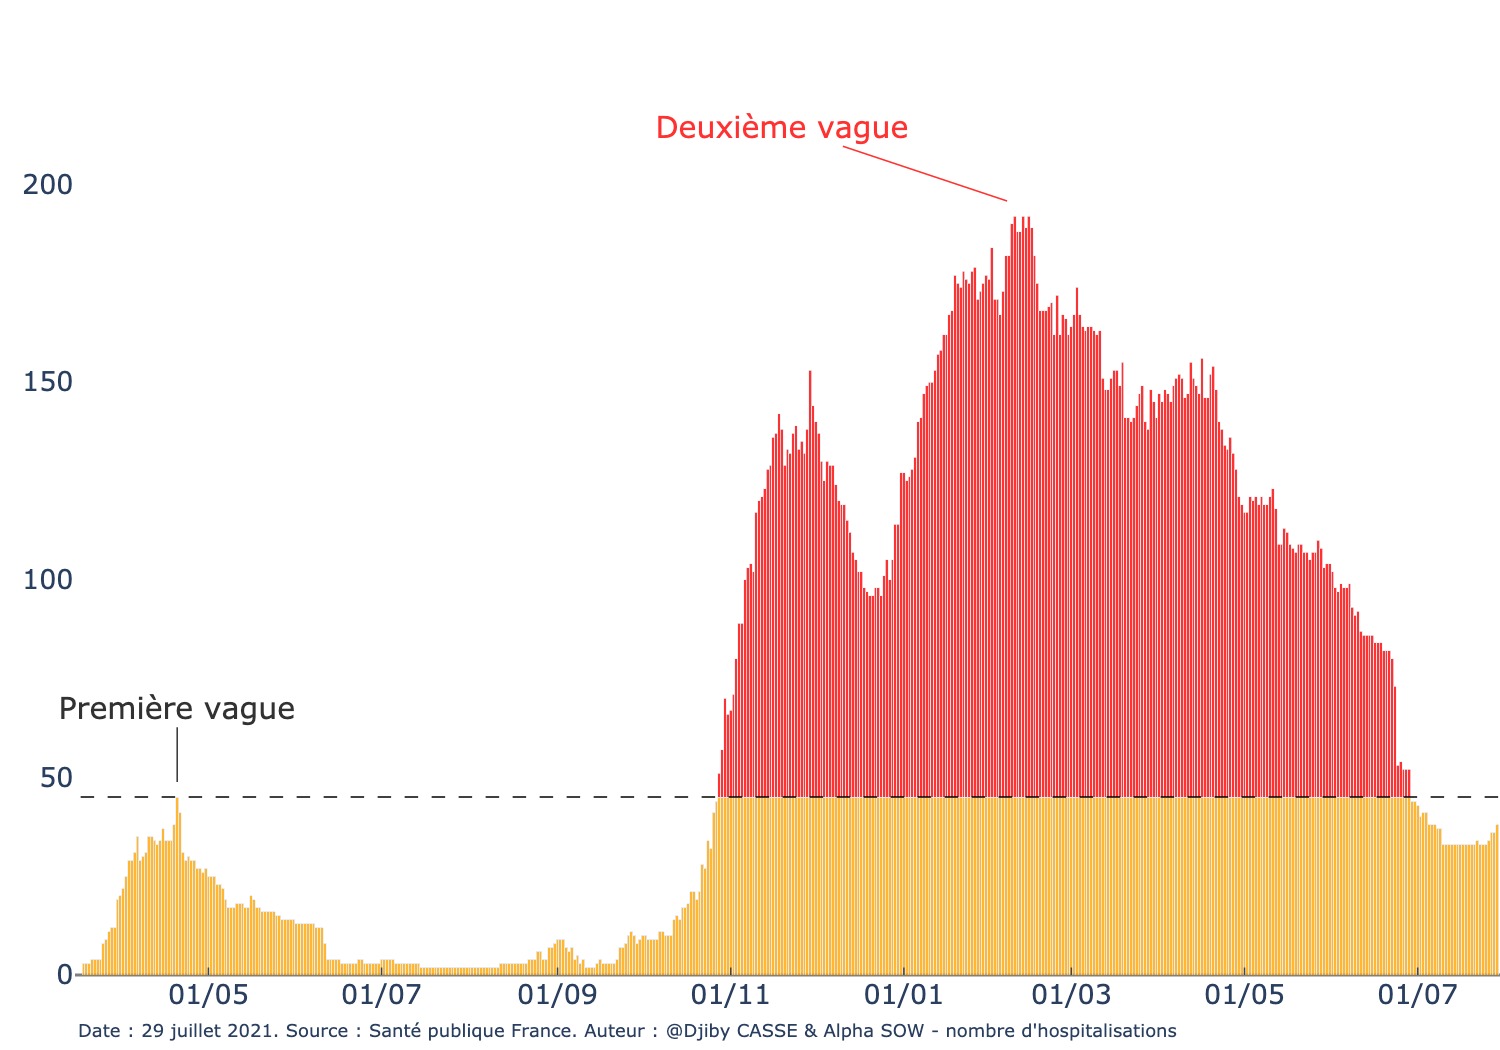 Deuxième vague
200
150
100
Première vague
50
0
01/05 01/07 01/09 01/11 01/01 01/03 01/05 01/07
Date : 29 juillet 2021. Source : Santé publique France. Auteur : @Djiby CASSE & Alpha SOW - nombre d'hospitalisations